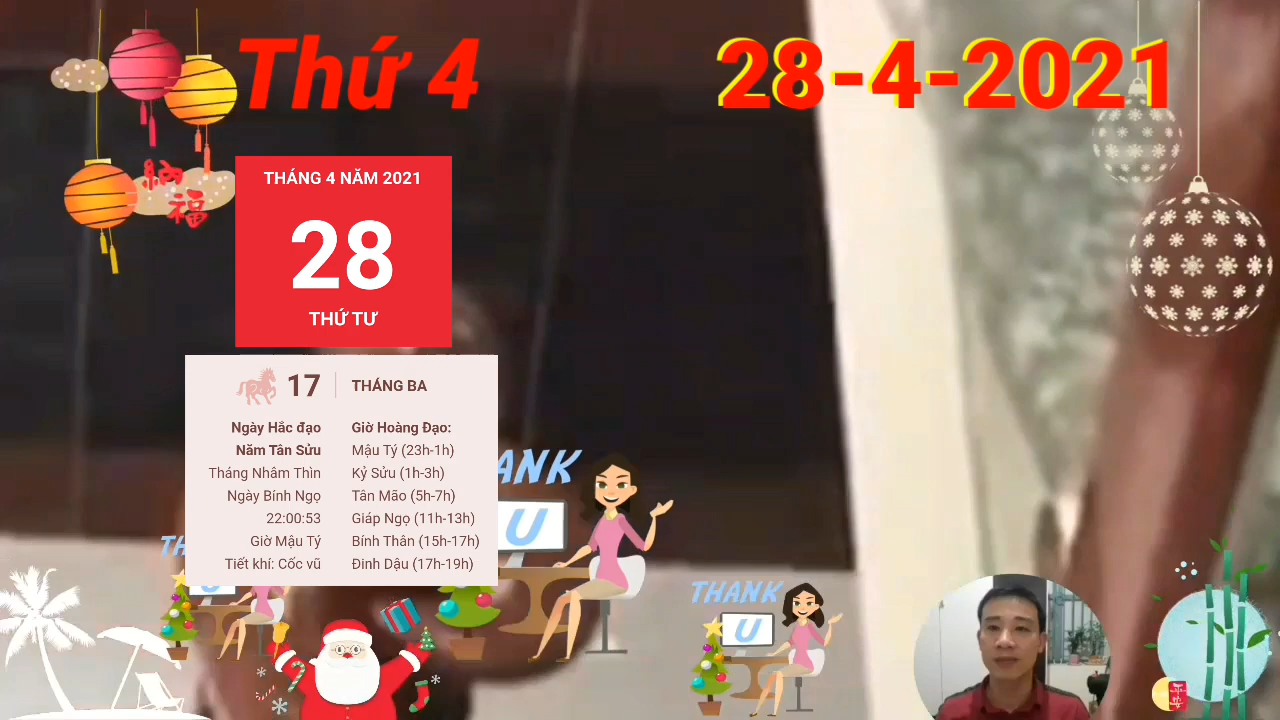 Thứ 4
28-4-2021
納
福
THÁNG 4 NĂM 2021
28
THỨ TƯ
17
THÁNG BA
Ngày Hắc đạo
Năm Tân Sửu
Tháng Nhâm Thìn
Ngày Bính Ngọ
22:00:53
Giờ Mậu Tý
Tiết khí: Cốc vũ
Giờ Hoàng Đạo:
Mậu Tý (23h-1h)
Kỷ Sửu (1h-3h)
Tân Mão (5h-7h)
Giáp Ngọ (11h-13h)
Bính Thân (15h-17h)
Đinh Dậu (17h-19h)
ANK
U
TH
THANK
U